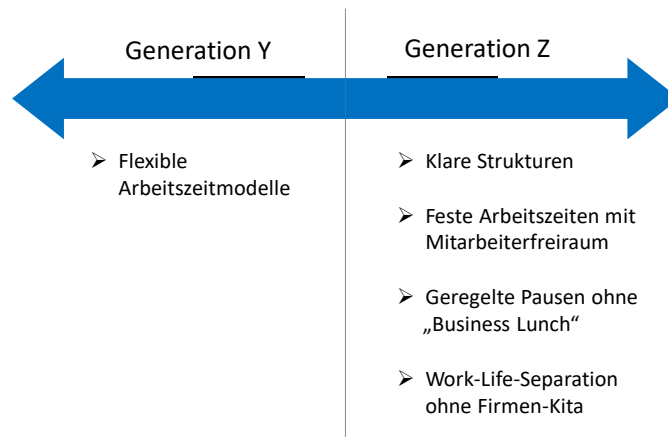 Generation Y
Generation Z
➢ Flexible
Arbeitszeitmodelle
➢ Klare Strukturen
➢ Feste Arbeitszeiten mit
Mitarbeiterfreiraum
➢ Geregelte Pausen ohne
„Business Lunch“
➢ Work-Life-Separation
ohne Firmen-Kita